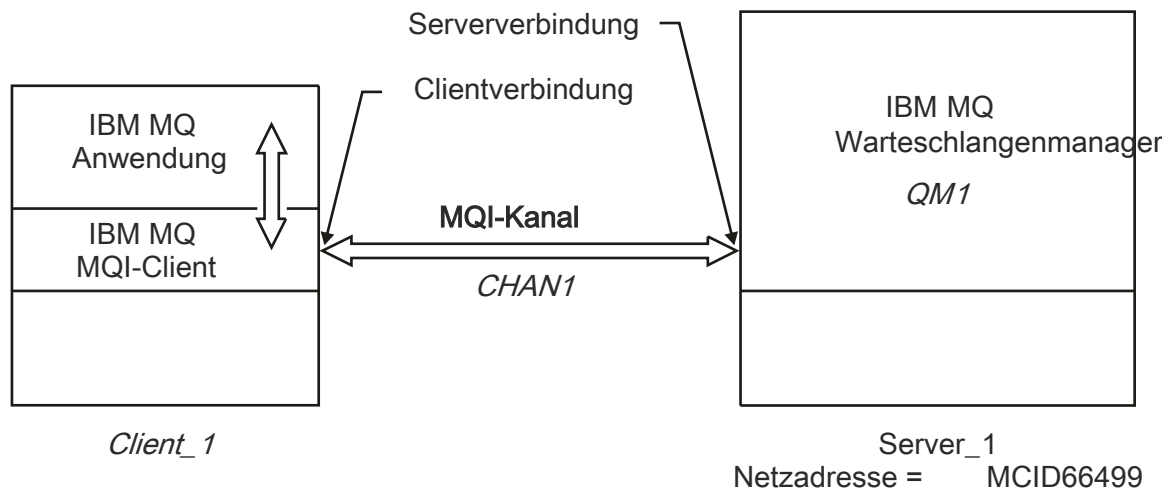 Serververbindung
Clientverbindung
IBM MQ
Anwendung
IBM MQ
MQI-Client
MQI-Kanal
CHAN1
IBM MQ
Warteschlangenmanager
QM1
Client_1
Server_1
Netzadresse = MCID66499